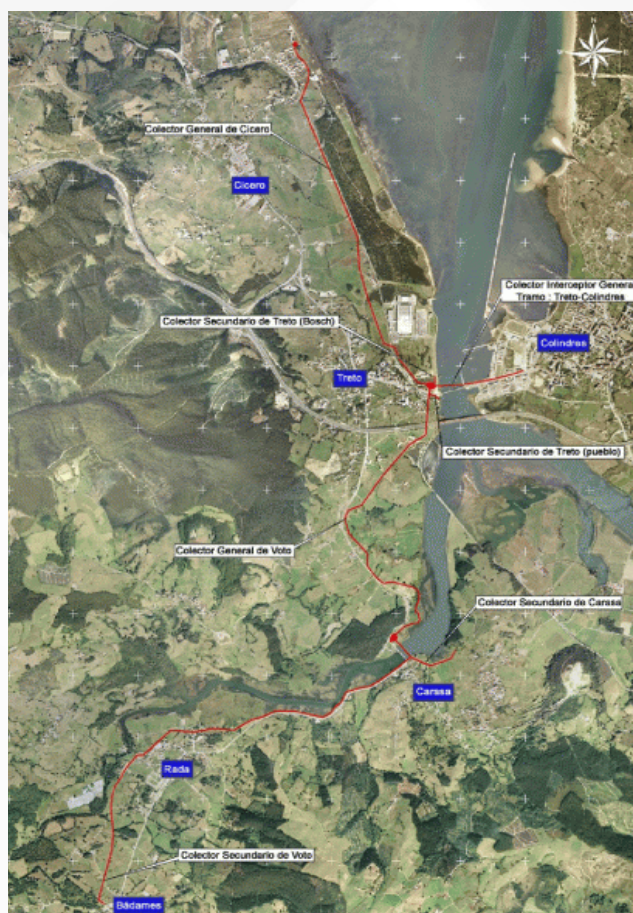 N
W
E
S
Colector General de Cicero
Cicero
Colector Interceptor General
Tramo : Treto-Colindres
Colector Secundario de Treto (Bosch)
Colindres
Treto
Colector Secundario de Treto (pueblo)
Colector General de Voto
Colector Secundario de Carasa
Carasa
Rada
Colector Secundario de Voto
Bádames